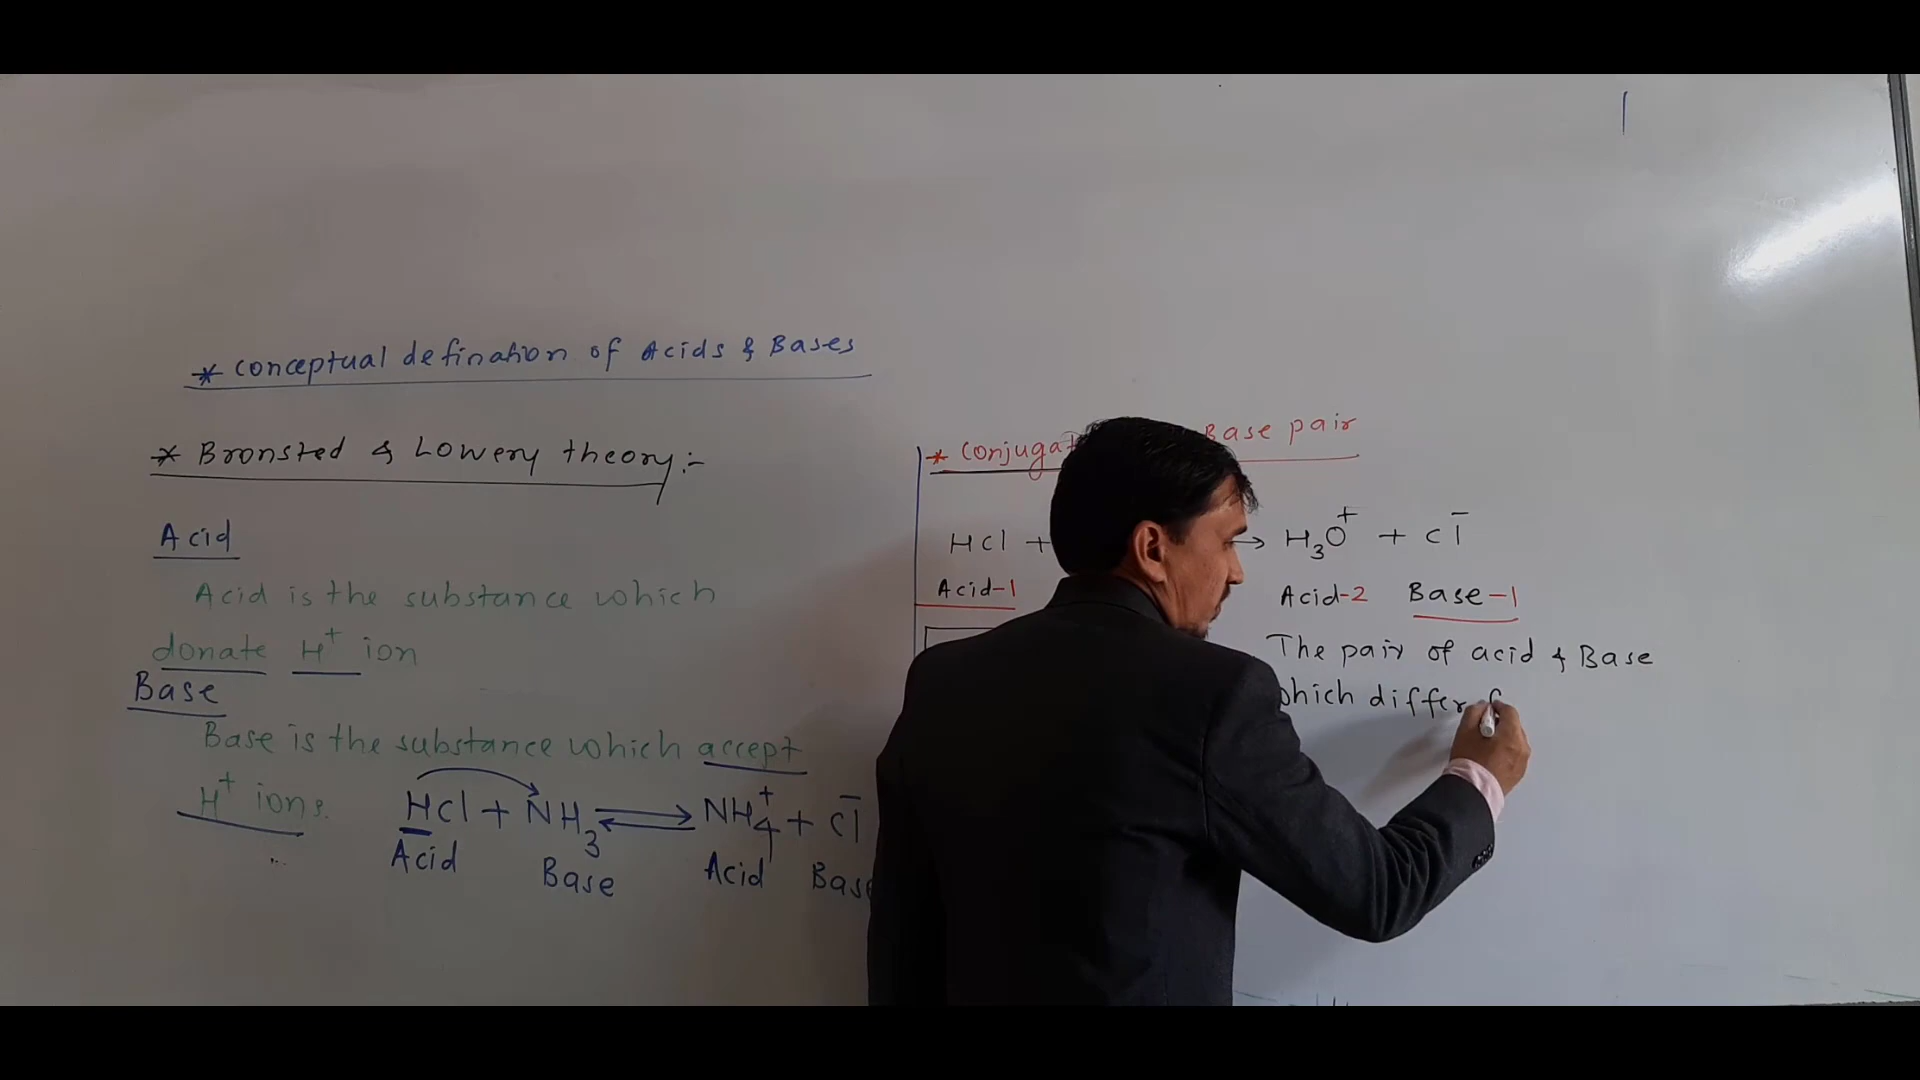 * Conceptual defination of Acids & Bases
* Bronsted & Lowery theory:-
Acid
Acid is the substance which
donate H⁺ ion
Base
Base is the substance which accept
H⁺ ions.
HCl + NH₃ ⇌ NH₄⁺ + Cl⁻
Acid Base Acid Base
* Base pair
HCl + → H₃O⁺ + Cl⁻
Acid-1 Acid-2 Base-1
The pair of acid & Base
which differ